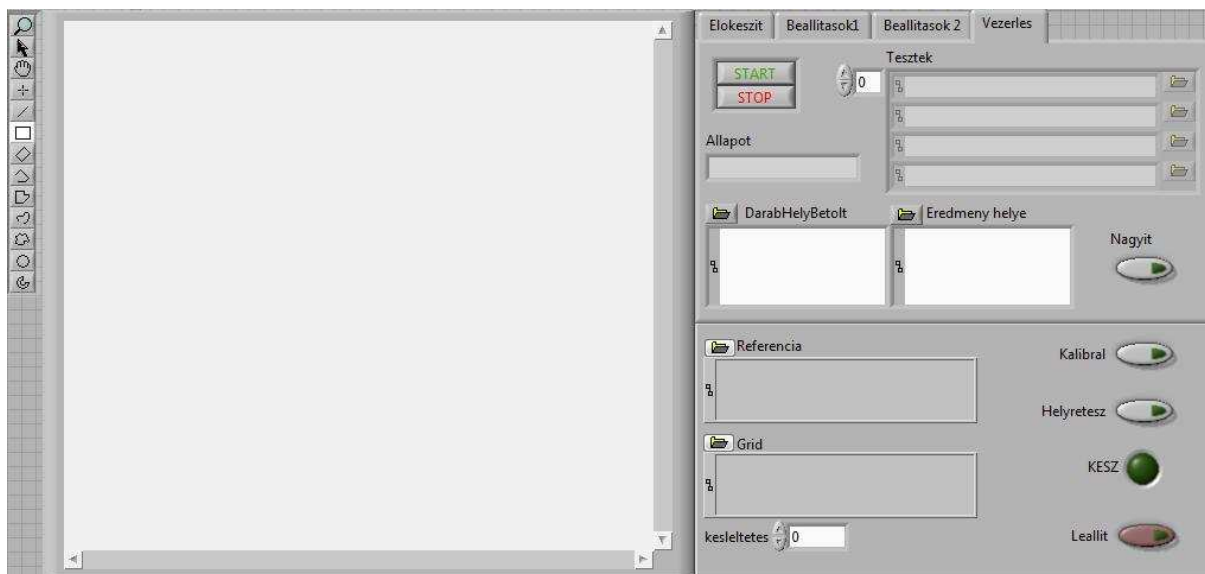 Elokeszit Beallitasok1 Beallitasok 2 Vezerles
Tesztek
START
0
STOP
Allapot
DarabHelyBetolt Eredmeny helye
Nagyit
Referencia
Kalibral
Helyretesz
Grid
KESZ
kesleltetes 0
Leallit